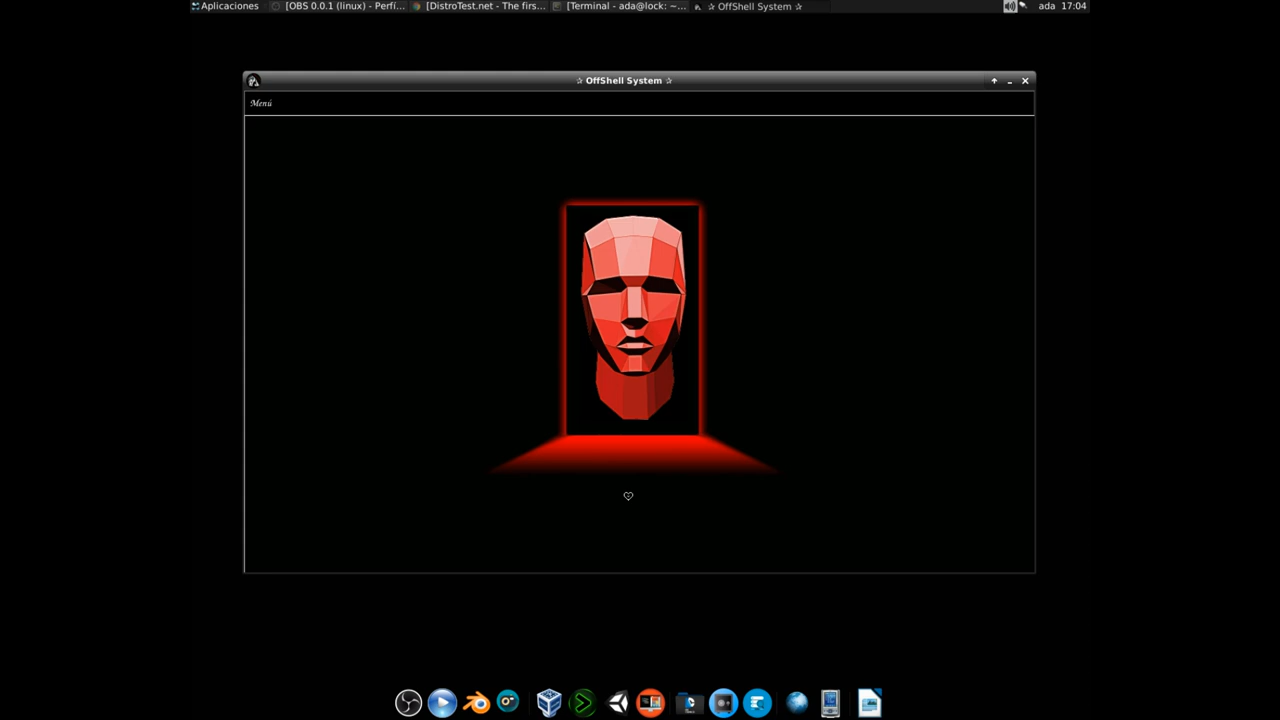 Aplicaciones [OBS 0.0.1 (linux) - Perfí... [DistroTest.net - The firs... [Terminal - ada@lock: ~... ☆ OffShell System ☆ ada 17:04
☆ OffShell System ☆
Menú